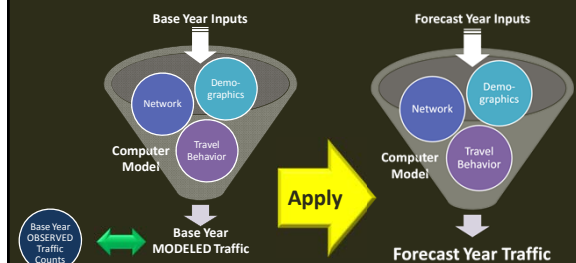 Base Year Inputs
Network
Demo-
graphics
Travel
Behavior
Computer
Model
Base Year
MODELED Traffic
Base Year
OBSERVED
Traffic
Counts
Apply
Forecast Year Inputs
Network
Demo-
graphics
Travel
Behavior
Computer
Model
Forecast Year Traffic